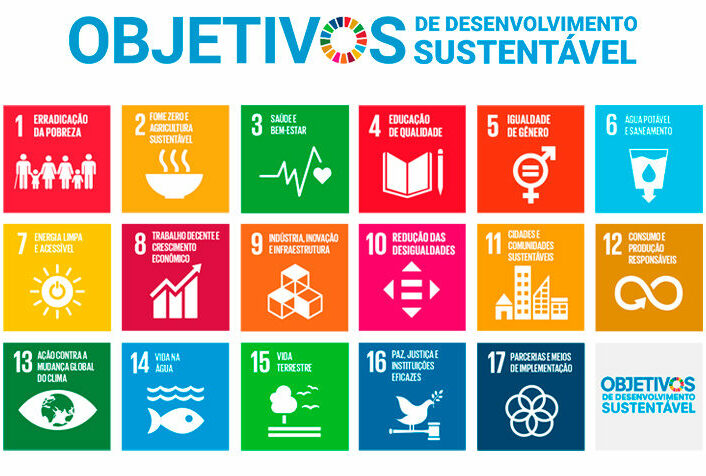 OBJETIVOS DE DESENVOLVIMENTO
SUSTENTÁVEL
1 ERRADICAÇÃO
DA POBREZA
2 FOME ZERO E
AGRICULTURA
SUSTENTÁVEL
3 SAÚDE E
BEM-ESTAR
4 EDUCAÇÃO
DE QUALIDADE
5 IGUALDADE
DE GÊNERO
6 ÁGUA POTÁVEL
E SANEAMENTO
7 ENERGIA LIMPA
E ACESSÍVEL
8 TRABALHO DECENTE E
CRESCIMENTO
ECONÔMICO
9 INDÚSTRIA, INOVAÇÃO
E INFRAESTRUTURA
10 REDUÇÃO DAS
DESIGUALDADES
11 CIDADES E
COMUNIDADES
SUSTENTÁVEIS
12 CONSUMO E
PRODUÇÃO
RESPONSÁVEIS
13 AÇÃO CONTRA A
MUDANÇA GLOBAL
DO CLIMA
14 VIDA NA
ÁGUA
15 VIDA
TERRESTRE
16 PAZ, JUSTIÇA E
INSTITUIÇÕES
EFICAZES
17 PARCERIAS E MEIOS
DE IMPLEMENTAÇÃO
OBJETIVOS
DE DESENVOLVIMENTO
SUSTENTÁVEL